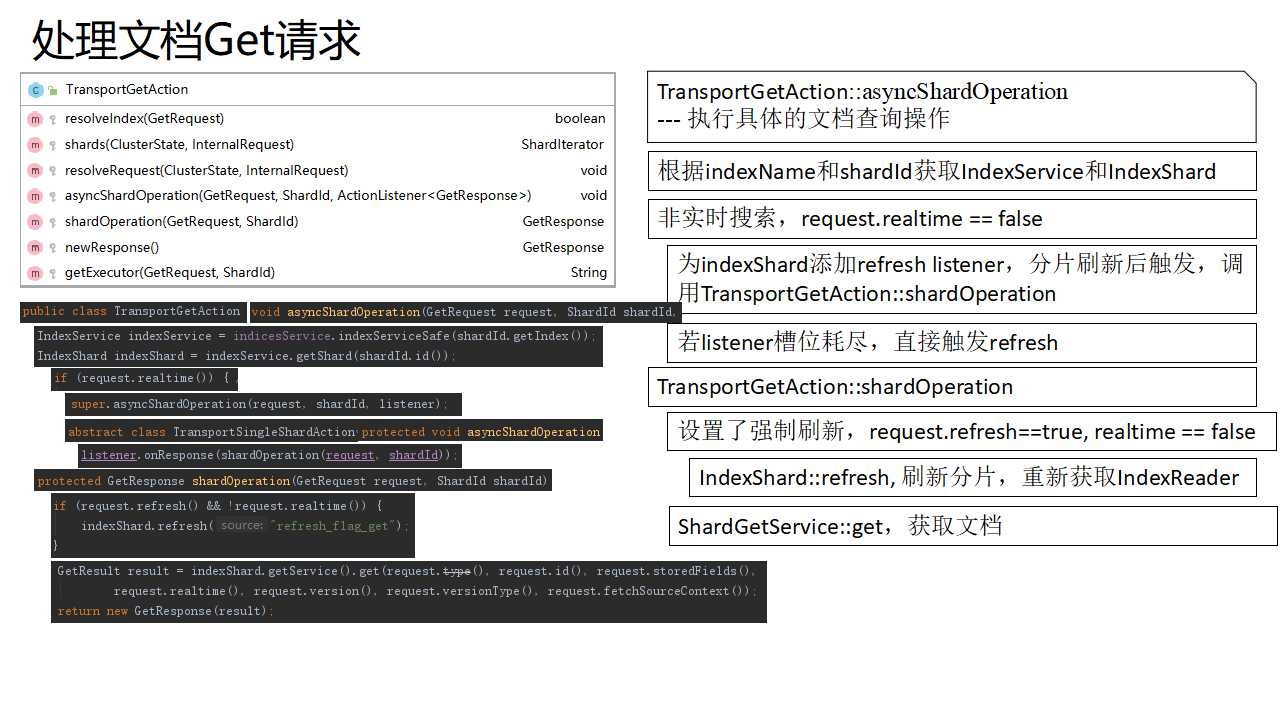 处理文档Get请求
TransportGetAction
resolveIndex(GetRequest) boolean
shards(ClusterState, InternalRequest) ShardIterator
resolveRequest(ClusterState, InternalRequest) void
asyncShardOperation(GetRequest, ShardId, ActionListener<GetResponse>) void
shardOperation(GetRequest, ShardId) GetResponse
newResponse() GetResponse
getExecutor(GetRequest, ShardId) String
public class TransportGetAction void asyncShardOperation(GetRequest request, ShardId shardId,
IndexService indexService = indicesService.indexServiceSafe(shardId.getIndex());
IndexShard indexShard = indexService.getShard(shardId.id());
if (request.realtime()) {
super.asyncShardOperation(request, shardId, listener);
abstract class TransportSingleShardAction protected void asyncShardOperation
listener.onResponse(shardOperation(request, shardId));
protected GetResponse shardOperation(GetRequest request, ShardId shardId)
if (request.refresh() && !request.realtime()) {
indexShard.refresh( source: "refresh_flag_get");
}
GetResult result = indexShard.getService().get(request.type(), request.id(), request.storedFields(),
request.realtime(), request.version(), request.versionType(), request.fetchSourceContext());
return new GetResponse(result);
TransportGetAction::asyncShardOperation
--- 执行具体的文档查询操作
根据indexName和shardId获取IndexService和IndexShard
非实时搜索，request.realtime == false
为indexShard添加refresh listener，分片刷新后触发，调
用TransportGetAction::shardOperation
若listener槽位耗尽，直接触发refresh
TransportGetAction::shardOperation
设置了强制刷新，request.refresh==true, realtime == false
IndexShard::refresh, 刷新分片，重新获取IndexReader
ShardGetService::get，获取文档